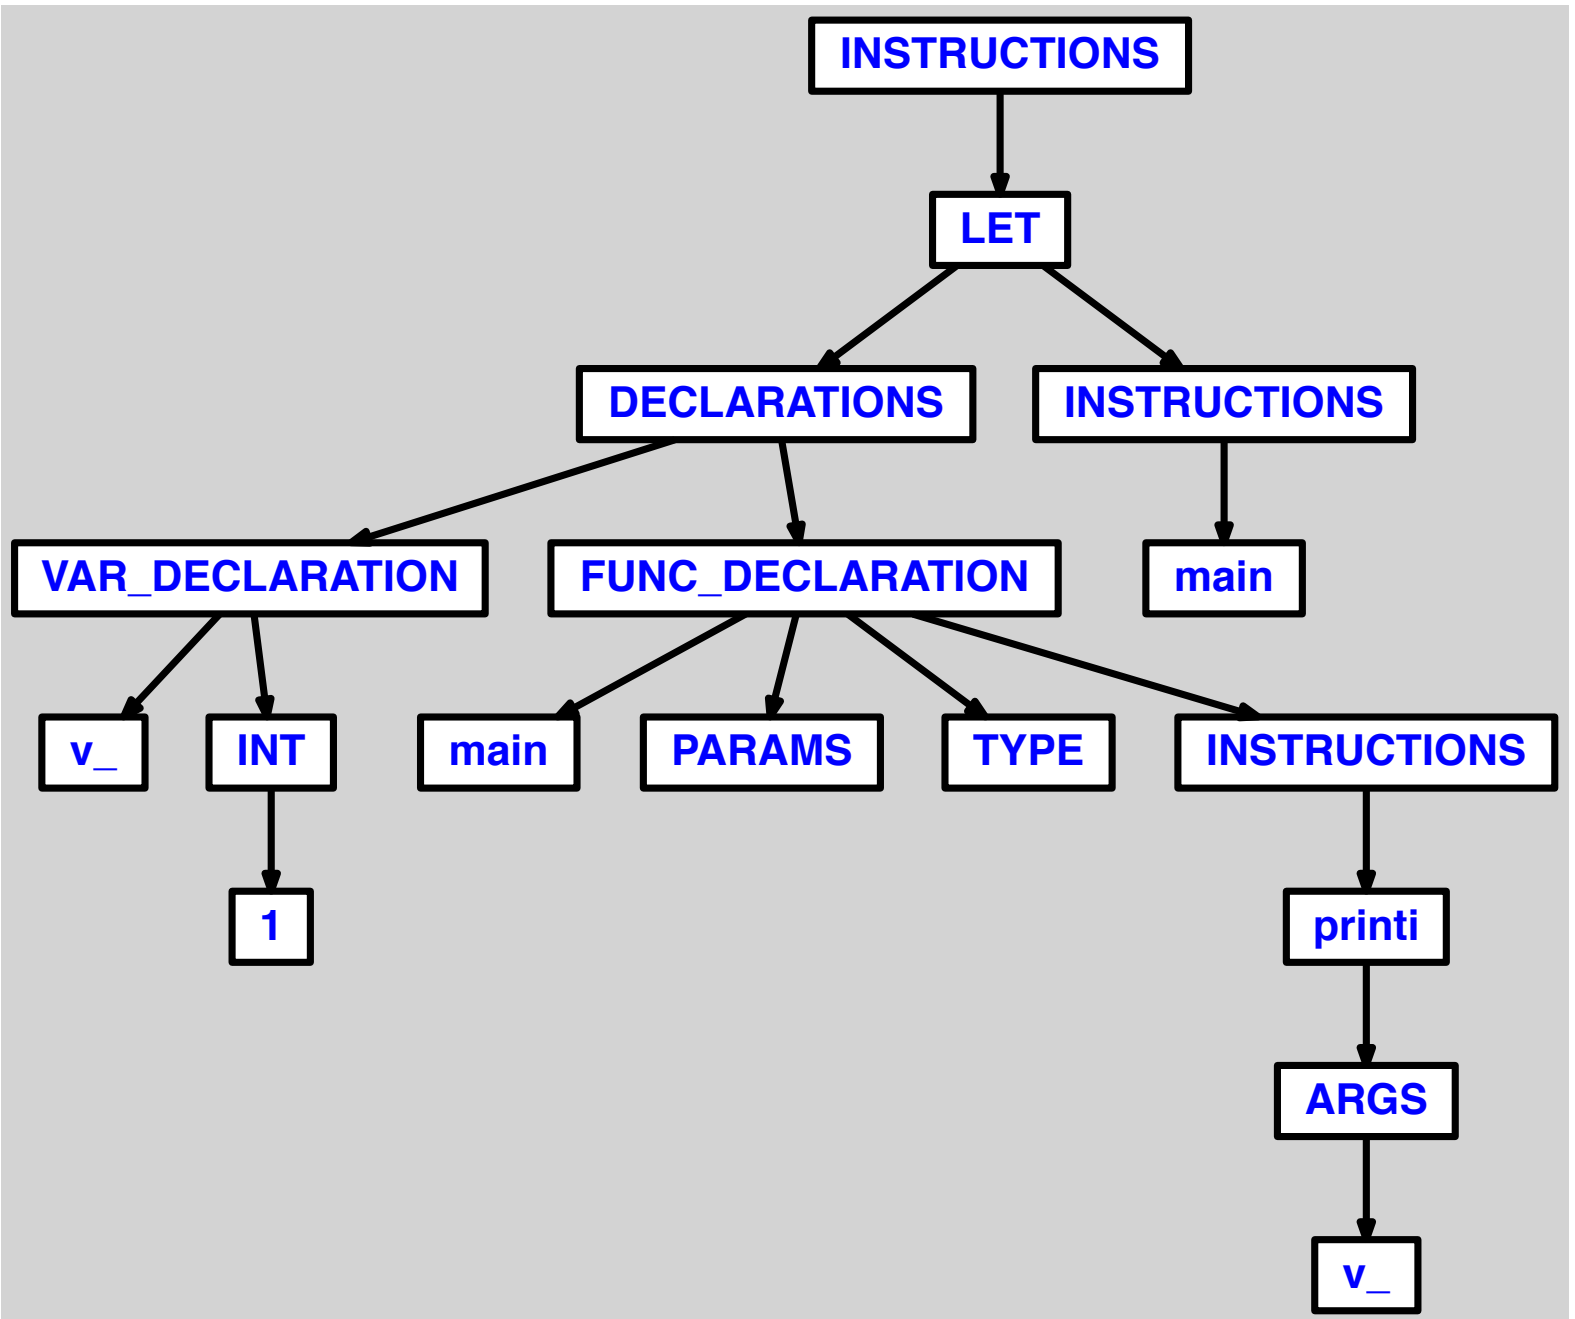 INSTRUCTIONS
LET
DECLARATIONS
INSTRUCTIONS
VAR_DECLARATION
FUNC_DECLARATION
main
v_
INT
main
PARAMS
TYPE
INSTRUCTIONS
1
printi
ARGS
v_